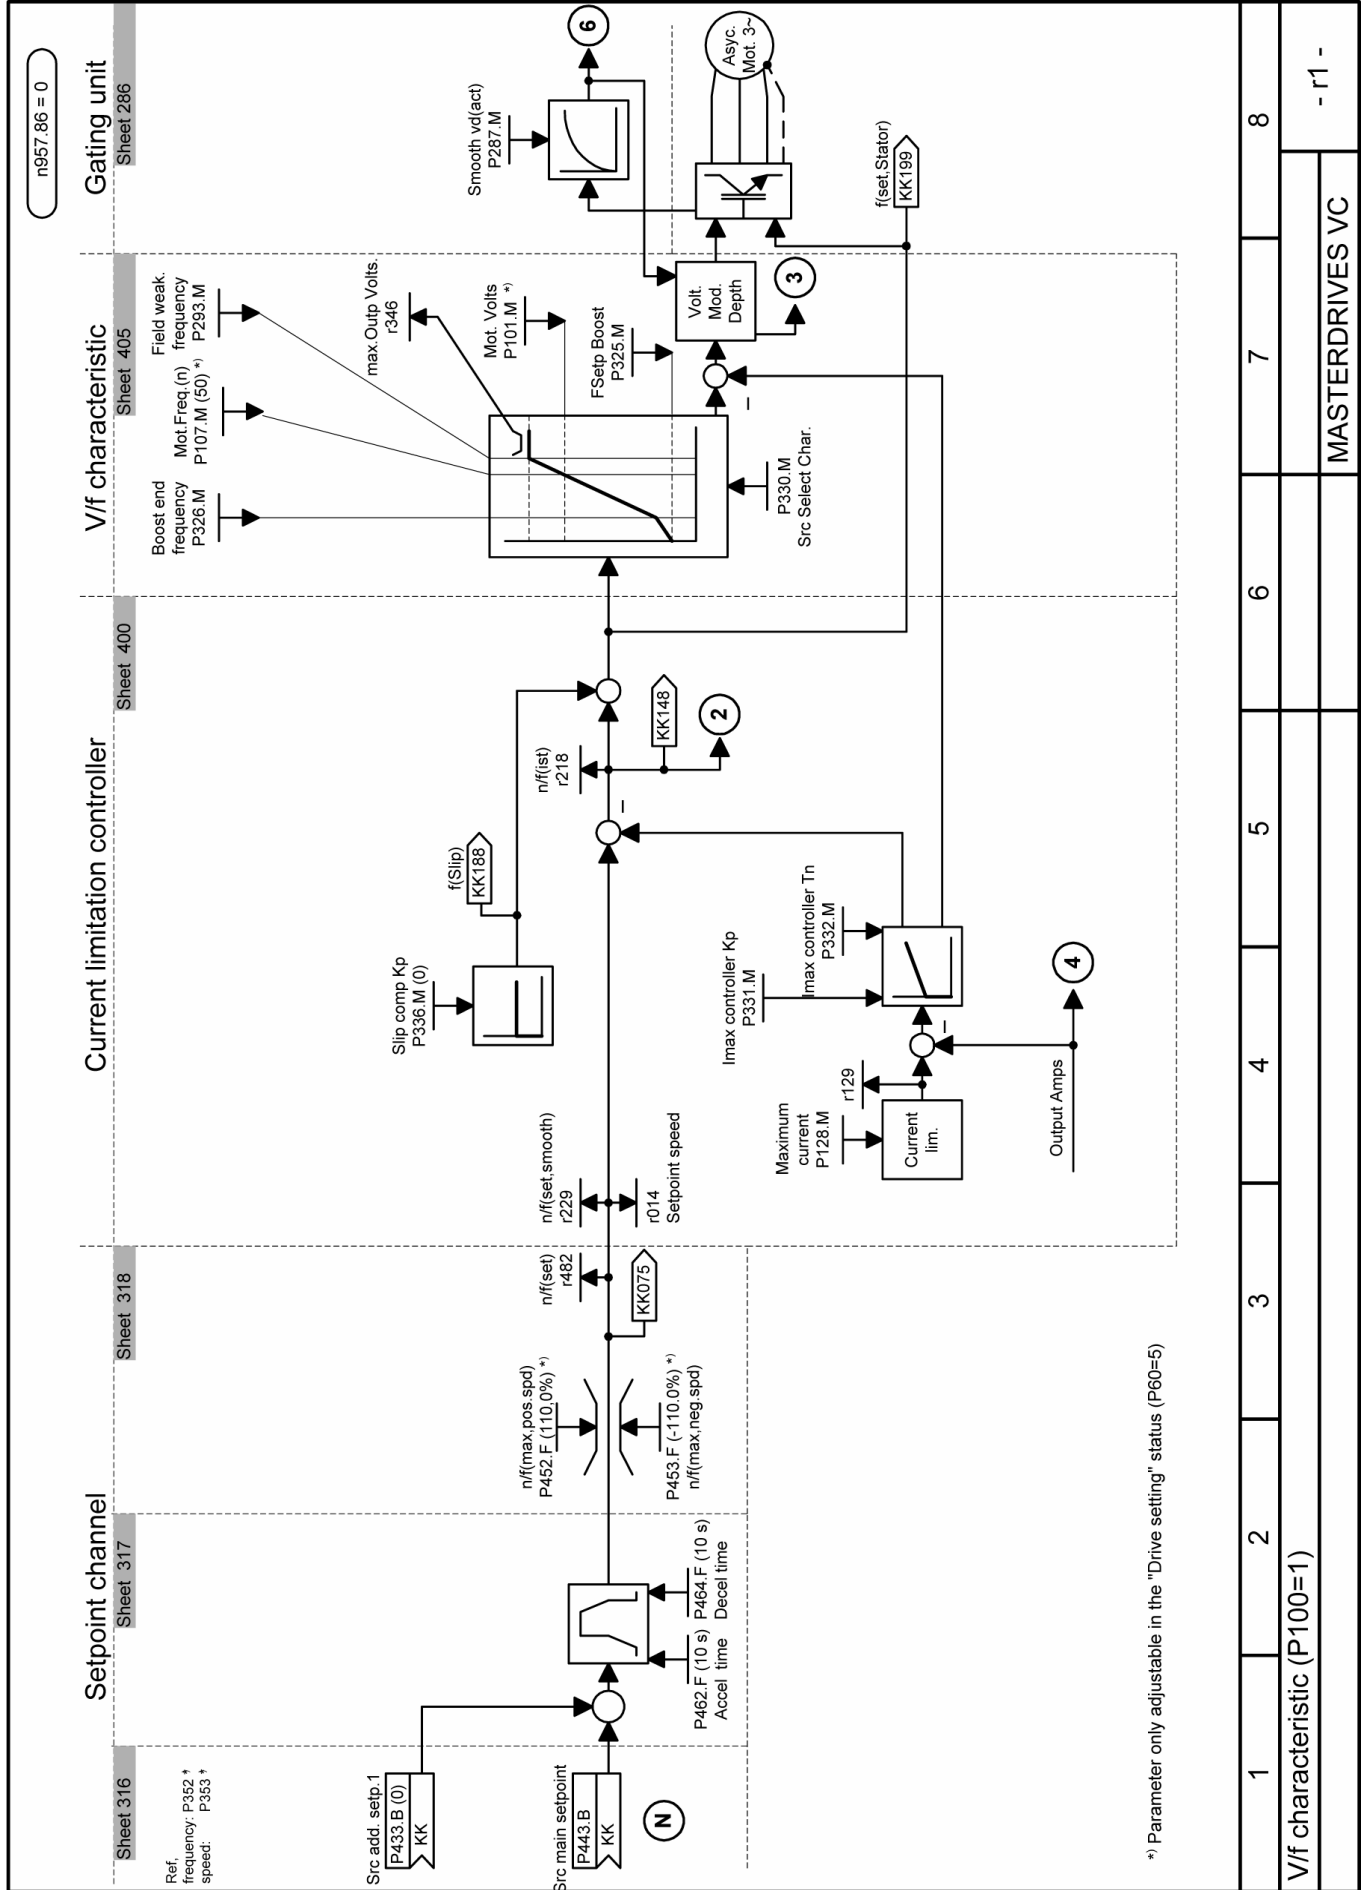 n957.86 = 0
Setpoint channel
Current limitation controller
V/f characteristic
Gating unit
Sheet 316
Sheet 317
Sheet 318
Sheet 400
Sheet 405
Sheet 286
Ref,
frequency: P352 *
speed: P353 *
Src add. setp.1
P433.B (0)
KK
Src main setpoint
P443.B
KK
N
P462.F (10 s)
Accel time
P464.F (10 s)
Decel time
n/f(max,pos.spd)
P452.F (110,0%) *)
P453.F (-110.0%) *)
n/f(max,neg.spd)
n/f(set)
r482
KK075
n/f(set,smooth)
r229
r014
Setpoint speed
Slip comp Kp
P336.M (0)
f(Slip)
KK188
n/f(ist)
r218
KK148
2
Maximum
current
P128.M
r129
Current
lim.
Imax controller Kp
P331.M
Imax controller Tn
P332.M
Output Amps
4
Boost end
frequency
P326.M
Mot.Freq.(n)
P107.M (50) *)
Field weak.
frequency
P293.M
max.Outp Volts.
r346
Mot. Volts
P101.M *)
FSetp Boost
P325.M
P330.M
Src Select Char.
Volt.
Mod.
Depth
3
Smooth vd(act)
P287.M
6
Asyc.
Mot. 3~
f(set,Stator)
KK199
*) Parameter only adjustable in the "Drive setting" status (P60=5)
1
2
3
4
5
6
7
8
V/f characteristic (P100=1)
MASTERDRIVES VC
- r1 -